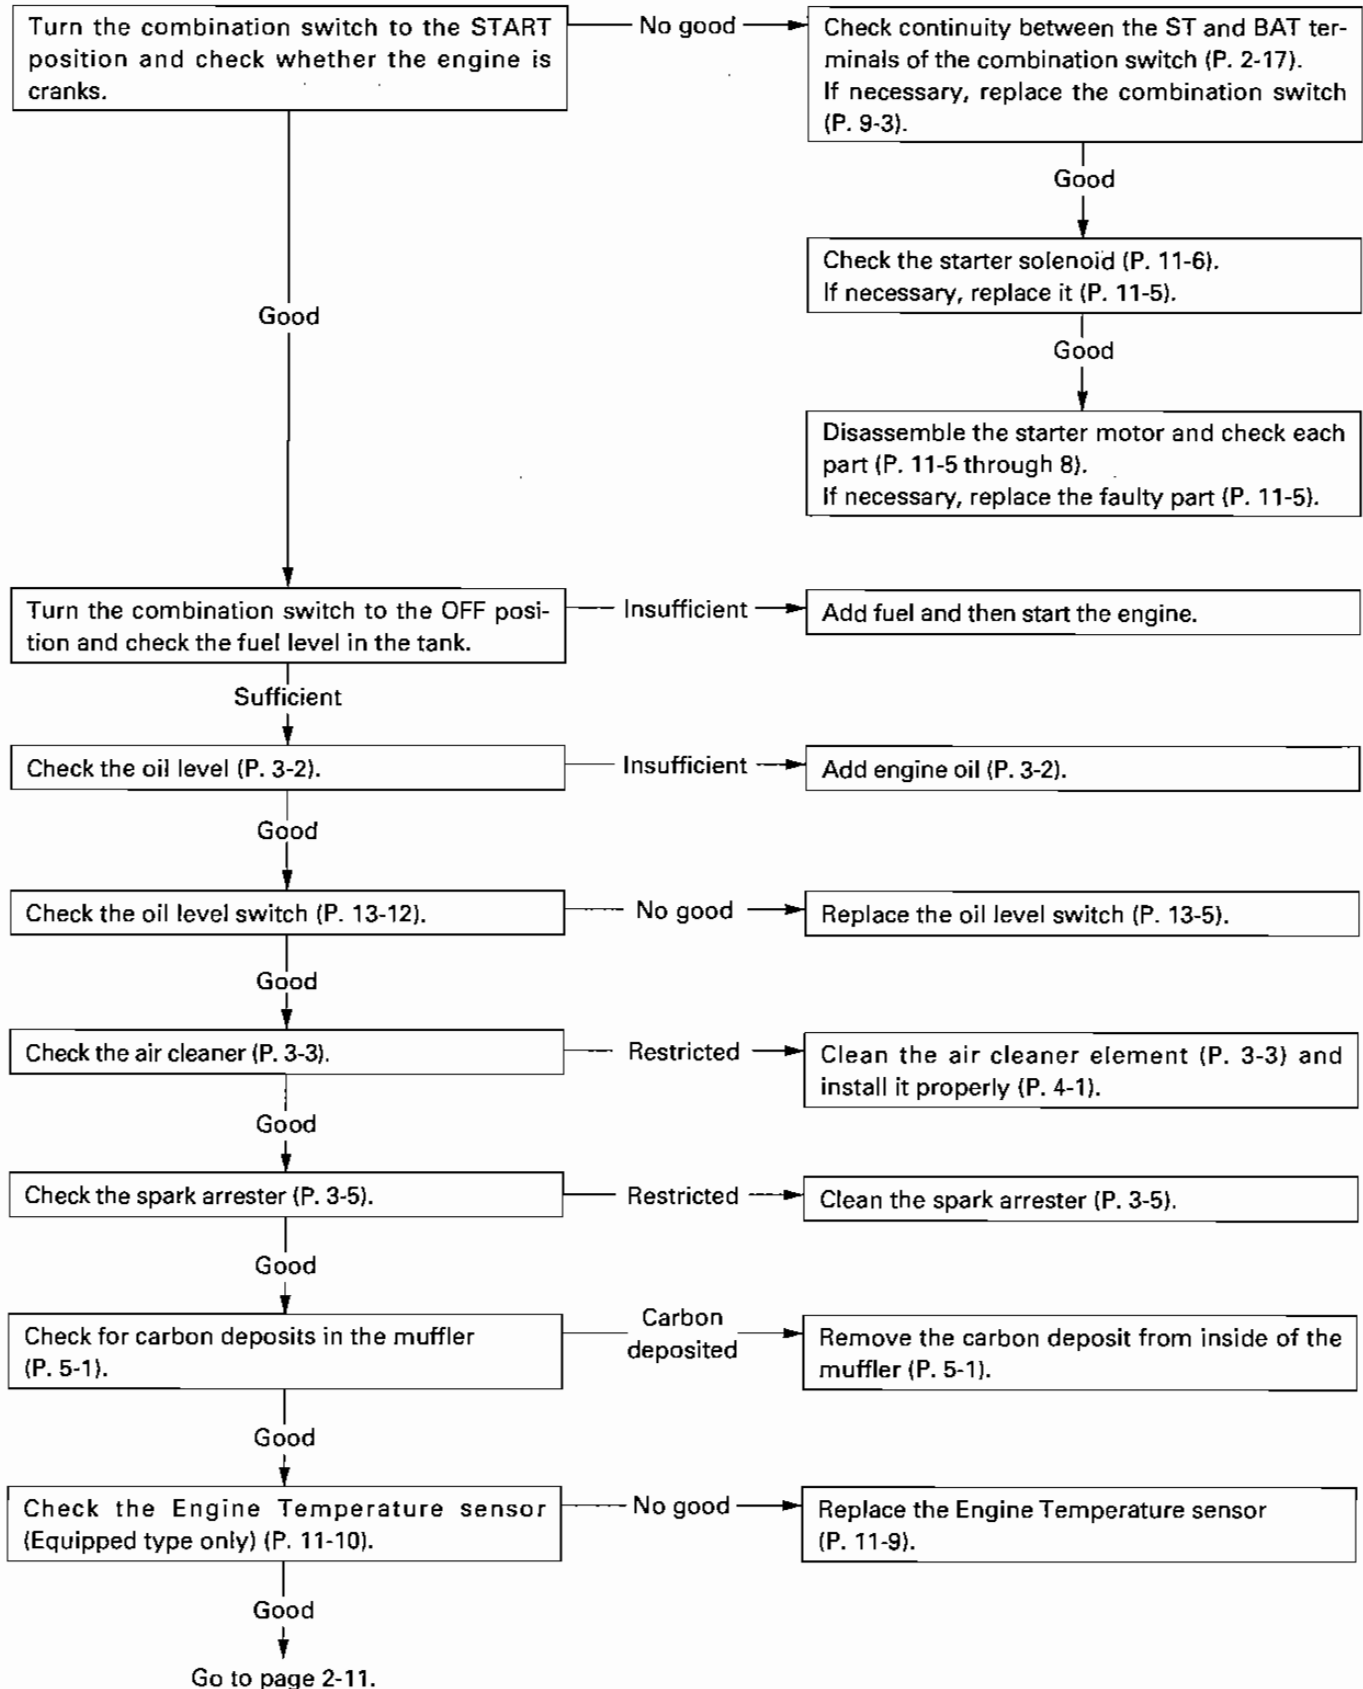 Turn the combination switch to the START
position and check whether the engine is
cranks.
No good
Check continuity between the ST and BAT ter-
minals of the combination switch (P. 2-17).
If necessary, replace the combination switch
(P. 9-3).
Good
Check the starter solenoid (P. 11-6).
If necessary, replace it (P. 11-5).
Good
Disassemble the starter motor and check each
part (P. 11-5 through 8).
If necessary, replace the faulty part (P. 11-5).
Good
Turn the combination switch to the OFF posi-
tion and check the fuel level in the tank.
Insufficient
Add fuel and then start the engine.
Sufficient
Check the oil level (P. 3-2).
Insufficient
Add engine oil (P. 3-2).
Good
Check the oil level switch (P. 13-12).
No good
Replace the oil level switch (P. 13-5).
Good
Check the air cleaner (P. 3-3).
Restricted
Clean the air cleaner element (P. 3-3) and
install it properly (P. 4-1).
Good
Check the spark arrester (P. 3-5).
Restricted
Clean the spark arrester (P. 3-5).
Good
Check for carbon deposits in the muffler
(P. 5-1).
Carbon
deposited
Remove the carbon deposit from inside of the
muffler (P. 5-1).
Good
Check the Engine Temperature sensor
(Equipped type only) (P. 11-10).
No good
Replace the Engine Temperature sensor
(P. 11-9).
Good
Go to page 2-11.